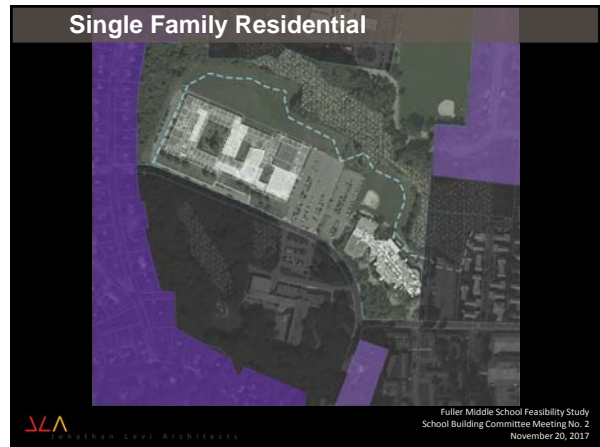 Single Family Residential
JLA
Jonathan Levi Architects
Fuller Middle School Feasibility Study
School Building Committee Meeting No. 2
November 20, 2017